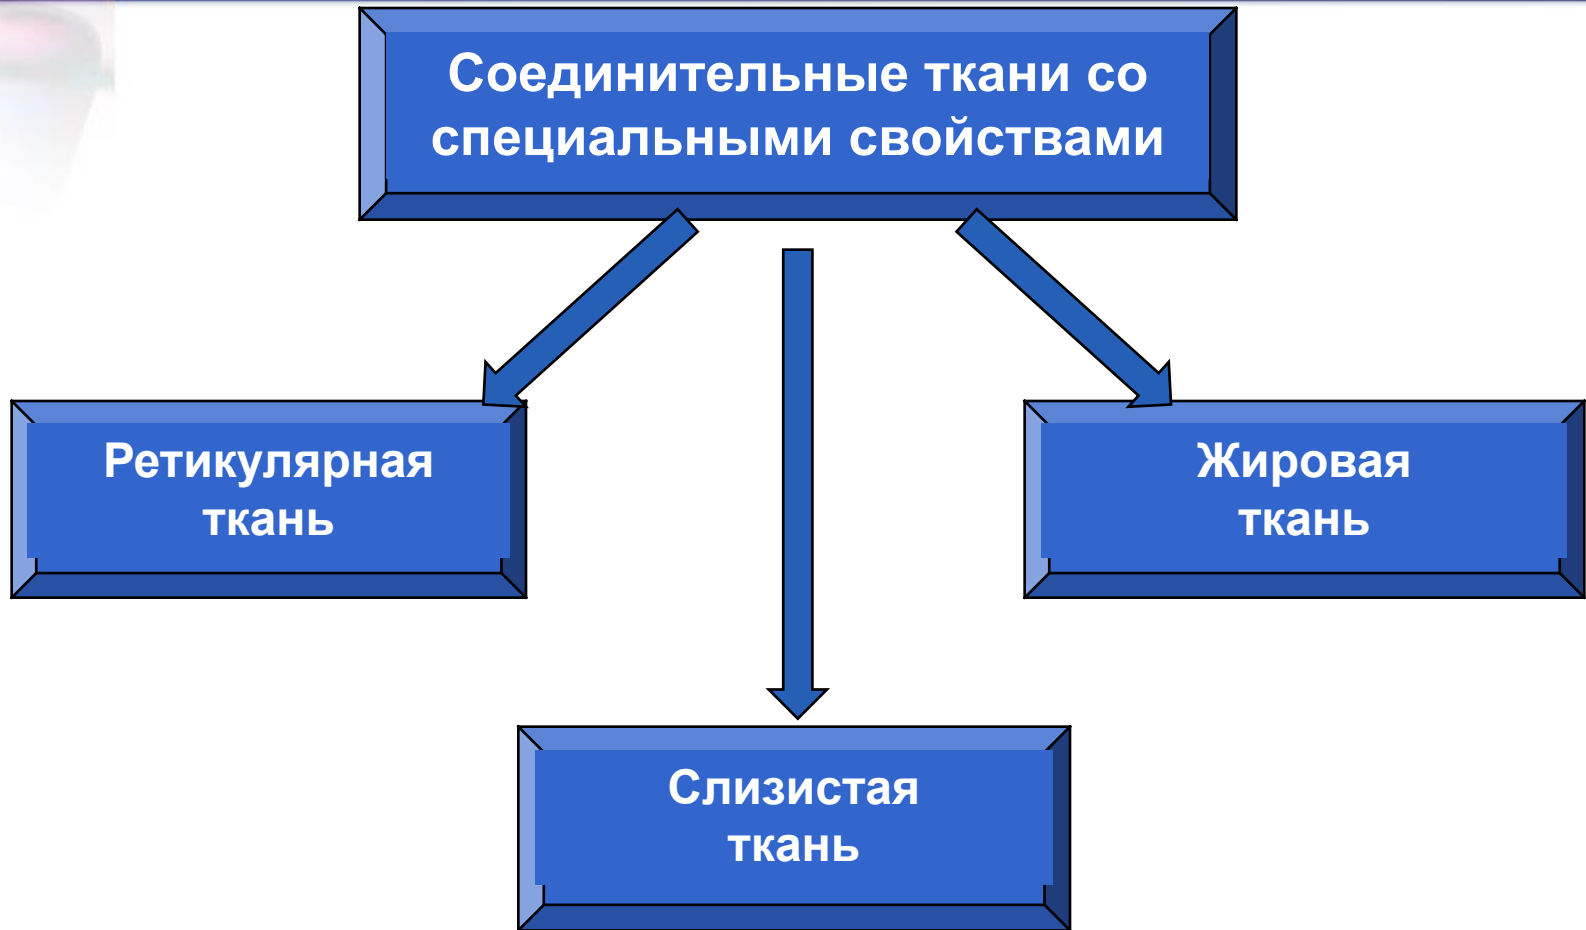 Соединительные ткани со
специальными свойствами
Ретикулярная
ткань
Жировая
ткань
Слизистая
ткань